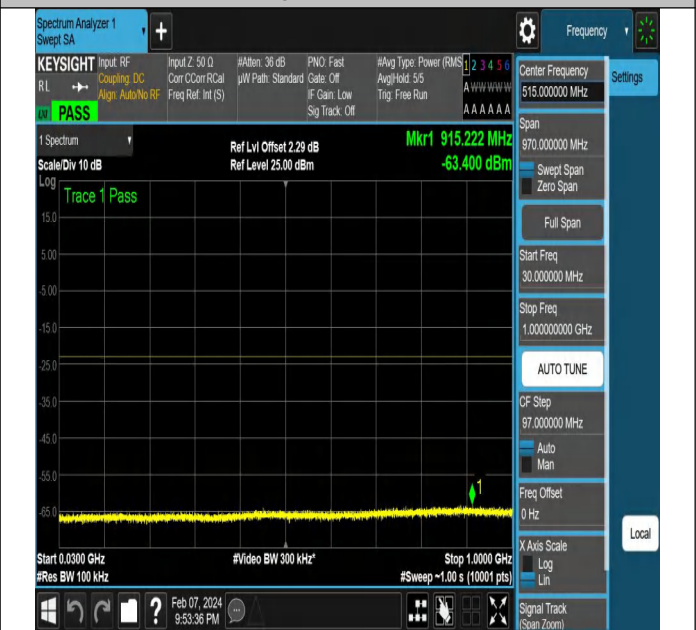 Spectrum Analyzer 1
Swept SA
+
Frequency
KEYSIGHT
RL
PASS
Input: RF
Coupling: DC
Align: Auto/No RF
Input Z: 50 Ω
Corr CCorr RCal
Freq Ref: Int (S)
#Atten: 36 dB
µW Path: Standard
PNO: Fast
Gate: Off
IF Gain: Low
Sig Track: Off
#Avg Type: Power (RMS
Avg|Hold: 5/5
Trig: Free Run
1 2 3 4 5 6
A W W W W W
A A A A A A
1 Spectrum
Scale/Div 10 dB
Ref Lvl Offset 2.29 dB
Ref Level 25.00 dBm
Mkr1 915.222 MHz
-63.400 dBm
Log
Trace 1 Pass
15.0
5.00
-5.00
-15.0
-25.0
-35.0
-45.0
-55.0
-65.0
1
Start 0.0300 GHz
#Res BW 100 kHz
#Video BW 300 kHz*
Stop 1.0000 GHz
#Sweep ~1.00 s (10001 pts)
Center Frequency
515.000000 MHz
Span
970.000000 MHz
Swept Span
Zero Span
Full Span
Start Freq
30.000000 MHz
Stop Freq
1.000000000 GHz
AUTO TUNE
CF Step
97.000000 MHz
Auto
Man
Freq Offset
0 Hz
X Axis Scale
Log
Lin
Signal Track
(Span Zoom)
Settings
Local
?
Feb 07, 2024
9:53:36 PM